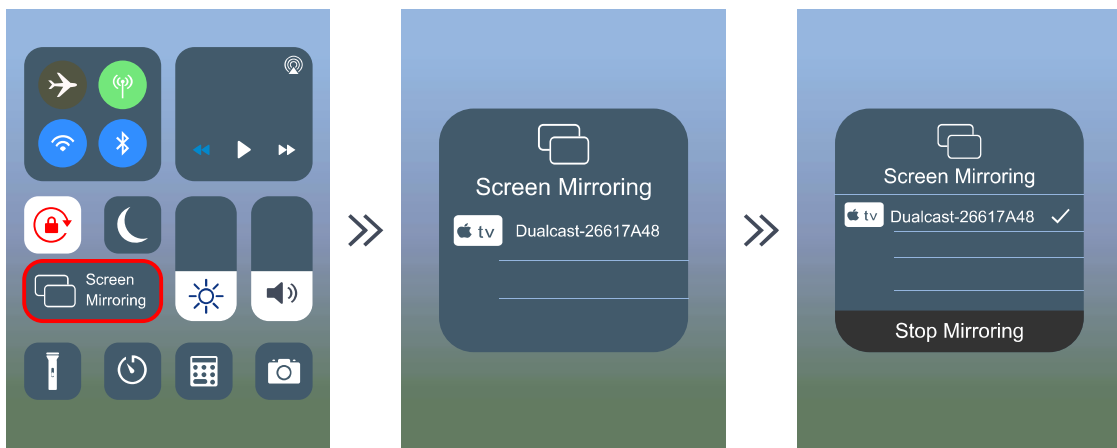 Screen
Mirroring
Screen Mirroring
tv Dualcast-26617A48
Screen Mirroring
tv Dualcast-26617A48
Stop Mirroring